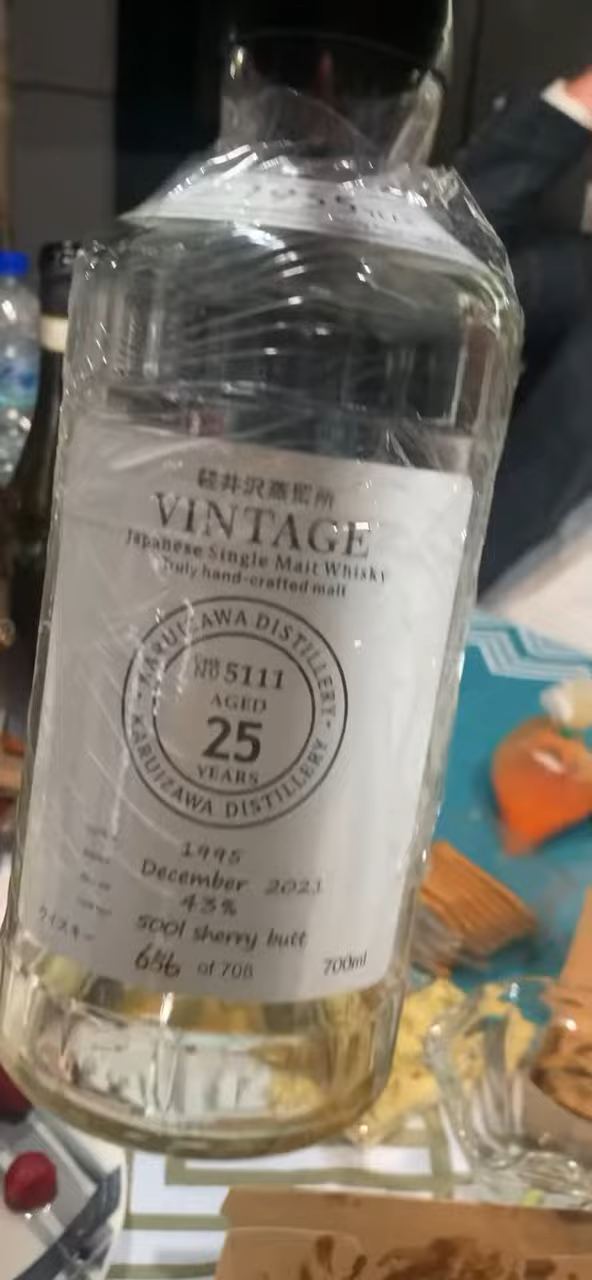 軽井沢蒸留所
VINTAGE
Japanese Single Malt Whisky
Truly hand-crafted malt
KARUIZAWA DISTILLERY
NO 5111
AGED
25
YEARS
KARUIZAWA DISTILLERY
1995
December 2021
43%
500l sherry butt
ウイスキー
of 708
700ml